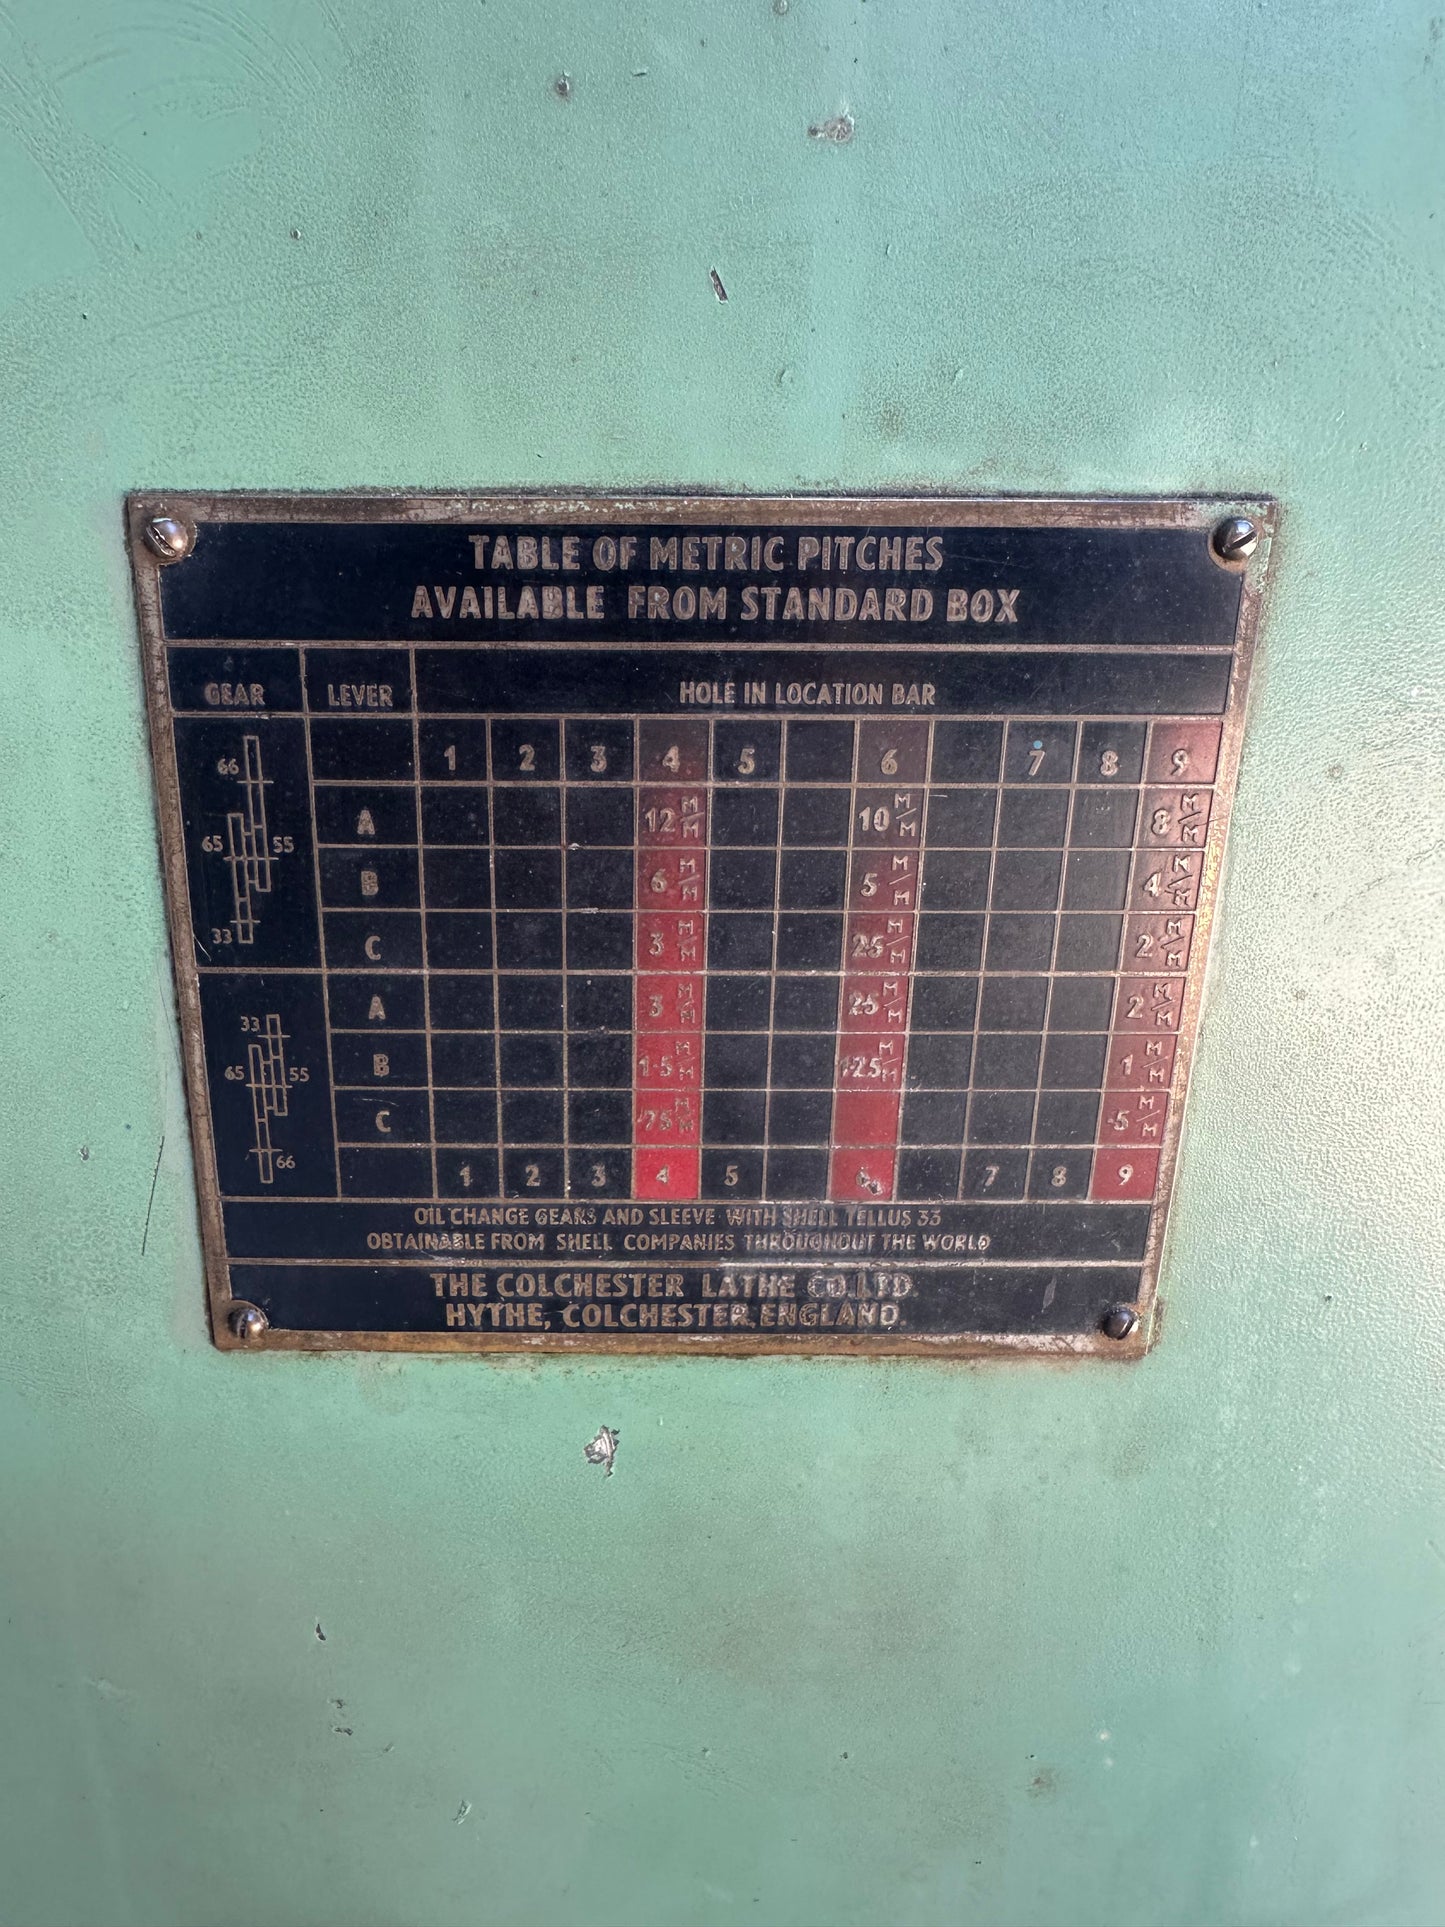 TABLE OF METRIC PITCHES
AVAILABLE FROM STANDARD BOX
GEAR LEVER HOLE IN LOCATION BAR
1 2 3 4 5 6 7 8 9
66
65 55
33
A 12 M/M 10 M/M 8 M/M
B 6 M/M 5 M/M 4 M/M
C 3 M/M 2·5 M/M 2 M/M
33
65 55
66
A 3 M/M 2·5 M/M 2 M/M
B 1·5 M/M 1·25 M/M 1 M/M
C ·75 M/M ·5 M/M
1 2 3 4 5 6 7 8 9
OIL CHANGE GEARS AND SLEEVE WITH SHELL TELLUS 33
OBTAINABLE FROM SHELL COMPANIES THROUGHOUT THE WORLD
THE COLCHESTER LATHE CO. LTD.
HYTHE, COLCHESTER, ENGLAND.